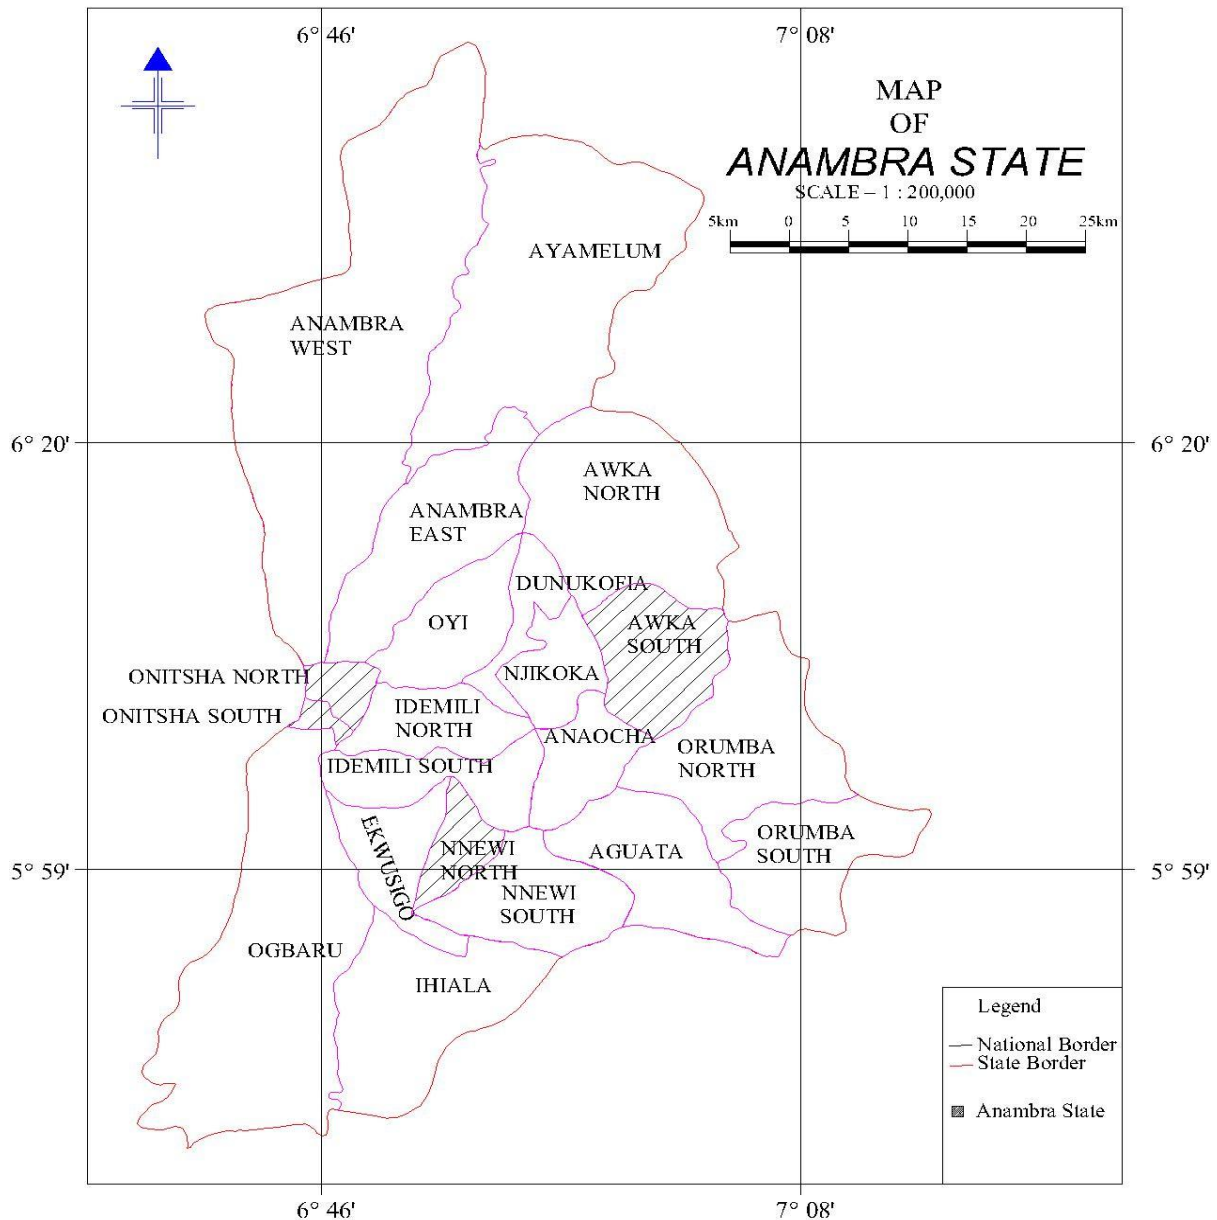 6° 46'
7° 08'
MAP
OF
ANAMBRA STATE
SCALE – 1 : 200,000
5km 0 5 10 15 20 25km
AYAMELUM
ANAMBRA
WEST
6° 20'
6° 20'
AWKA
NORTH
ANAMBRA
EAST
DUNUKOFIA
OYI
AWKA
SOUTH
ONITSHA NORTH
NJIKOKA
ONITSHA SOUTH
IDEMILI
NORTH
ANAOCHA
ORUMBA
NORTH
IDEMILI SOUTH
EKWUSIGO
ORUMBA
SOUTH
NNEWI
NORTH
AGUATA
5° 59'
5° 59'
NNEWI
SOUTH
OGBARU
IHIALA
Legend
National Border
State Border
Anambra State
6° 46'
7° 08'